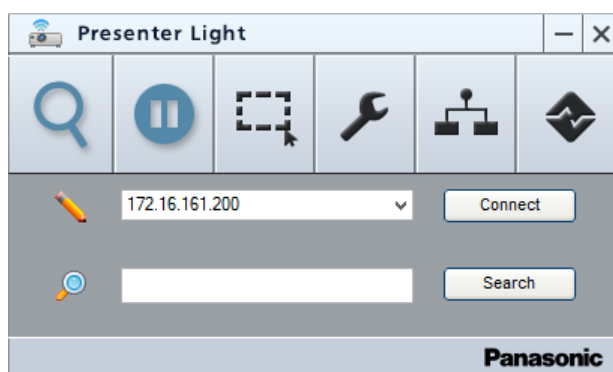 Presenter Light
172.16.161.200
Connect
Search
Panasonic